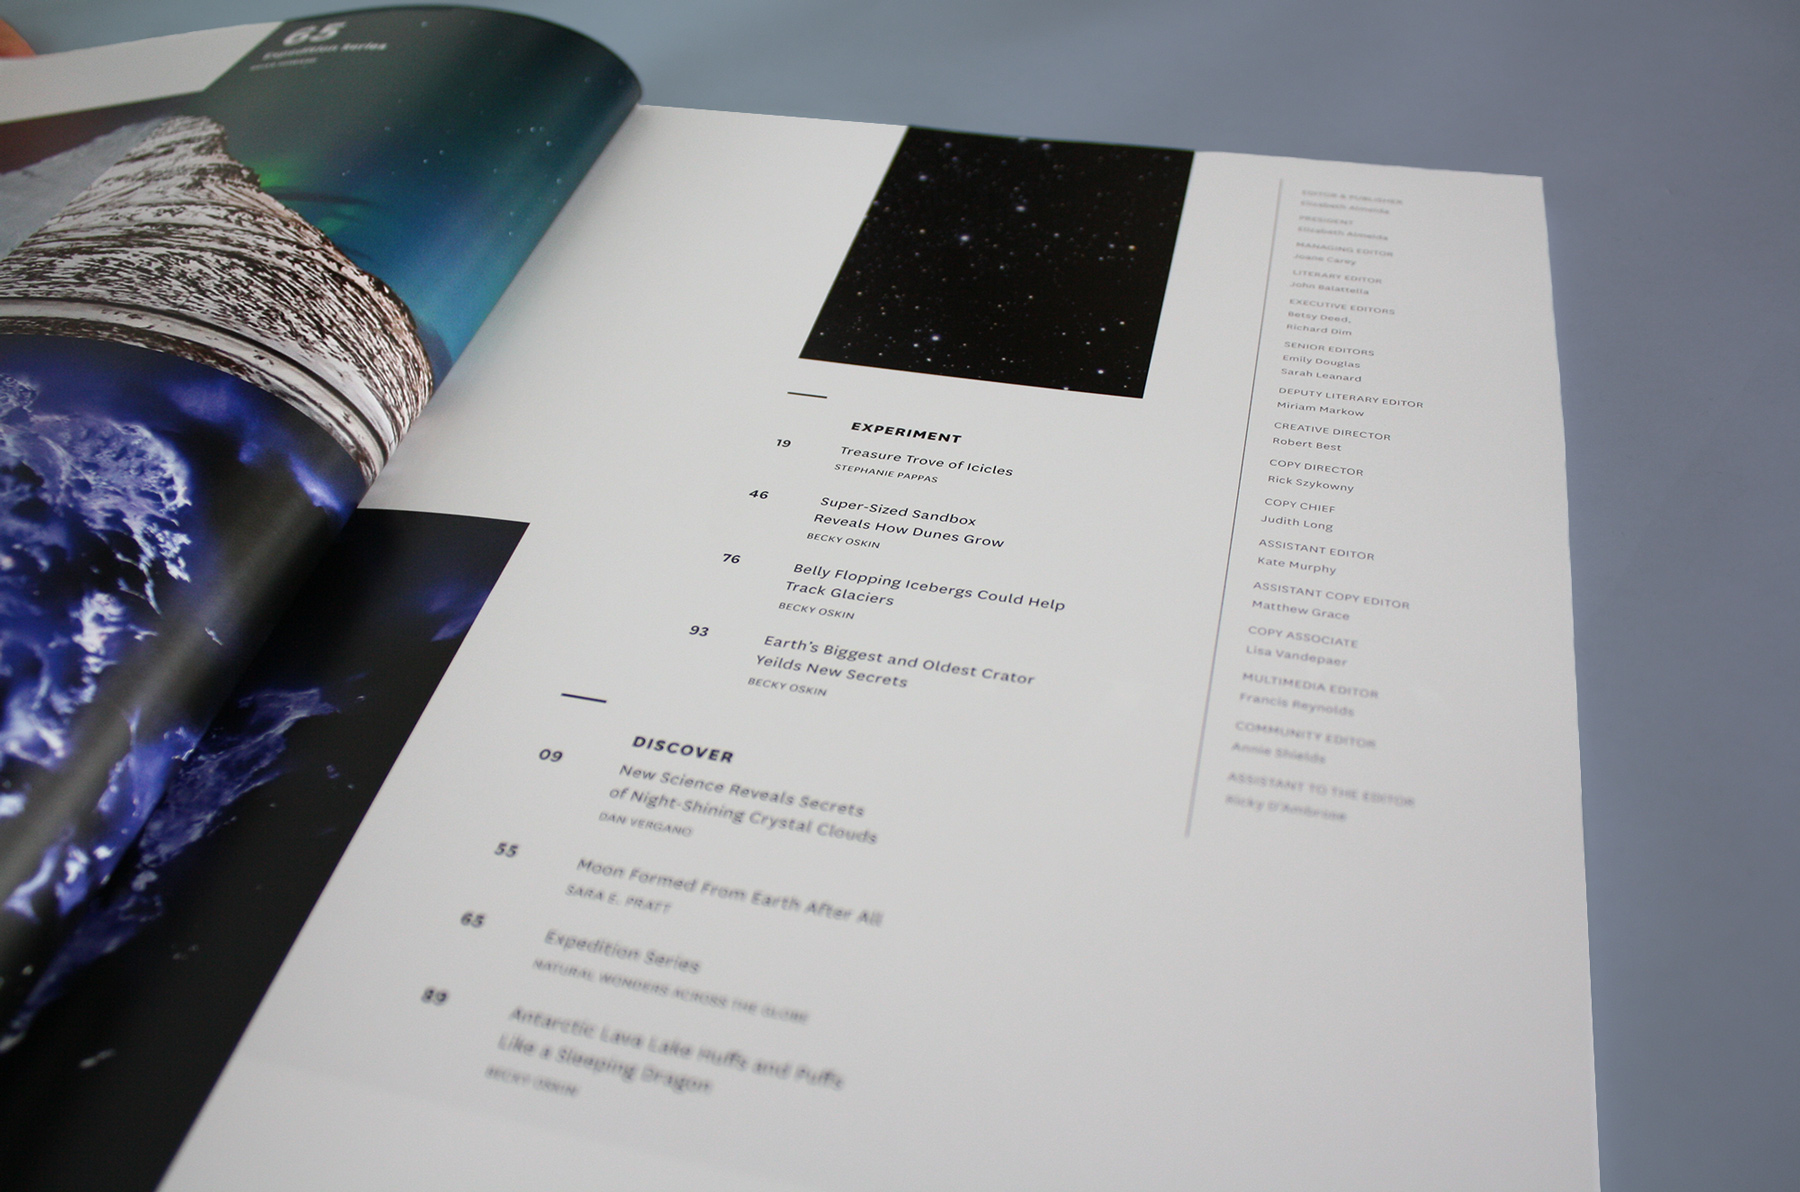 65
Expedition Series
EXPERIMENT
19
Treasure Trove of Icicles
STEPHANIE PAPPAS
46
Super-Sized Sandbox
Reveals How Dunes Grow
BECKY OSKIN
76
Belly Flopping Icebergs Could Help
Track Glaciers
BECKY OSKIN
93
Earth's Biggest and Oldest Crator
Yeilds New Secrets
BECKY OSKIN
DISCOVER
09
New Science Reveals Secrets
of Night-Shining Crystal Clouds
DAN VERGANO
55
Moon Formed From Earth After All
SARA E. PRATT
65
Expedition Series
NATURAL WONDERS ACROSS THE GLOBE
89
Antarctic Lava Lake Huffs and Puffs
Like a Sleeping Dragon
BECKY OSKIN
EDITOR & PUBLISHER
Elizabeth Almeida
PRESIDENT
Elizabeth Almeida
MANAGING EDITOR
Joane Carey
LITERARY EDITOR
John Balattella
EXECUTIVE EDITORS
Betsy Deed,
Richard Dim
SENIOR EDITORS
Emily Douglas
Sarah Leanard
DEPUTY LITERARY EDITOR
Miriam Markow
CREATIVE DIRECTOR
Robert Best
COPY DIRECTOR
Rick Szykowny
COPY CHIEF
Judith Long
ASSISTANT EDITOR
Kate Murphy
ASSISTANT COPY EDITOR
Matthew Grace
COPY ASSOCIATE
Lisa Vandepaer
MULTIMEDIA EDITOR
Francis Reynolds
COMMUNITY EDITOR
Annie Shields
ASSISTANT TO THE EDITOR
Ricky D'Ambrose